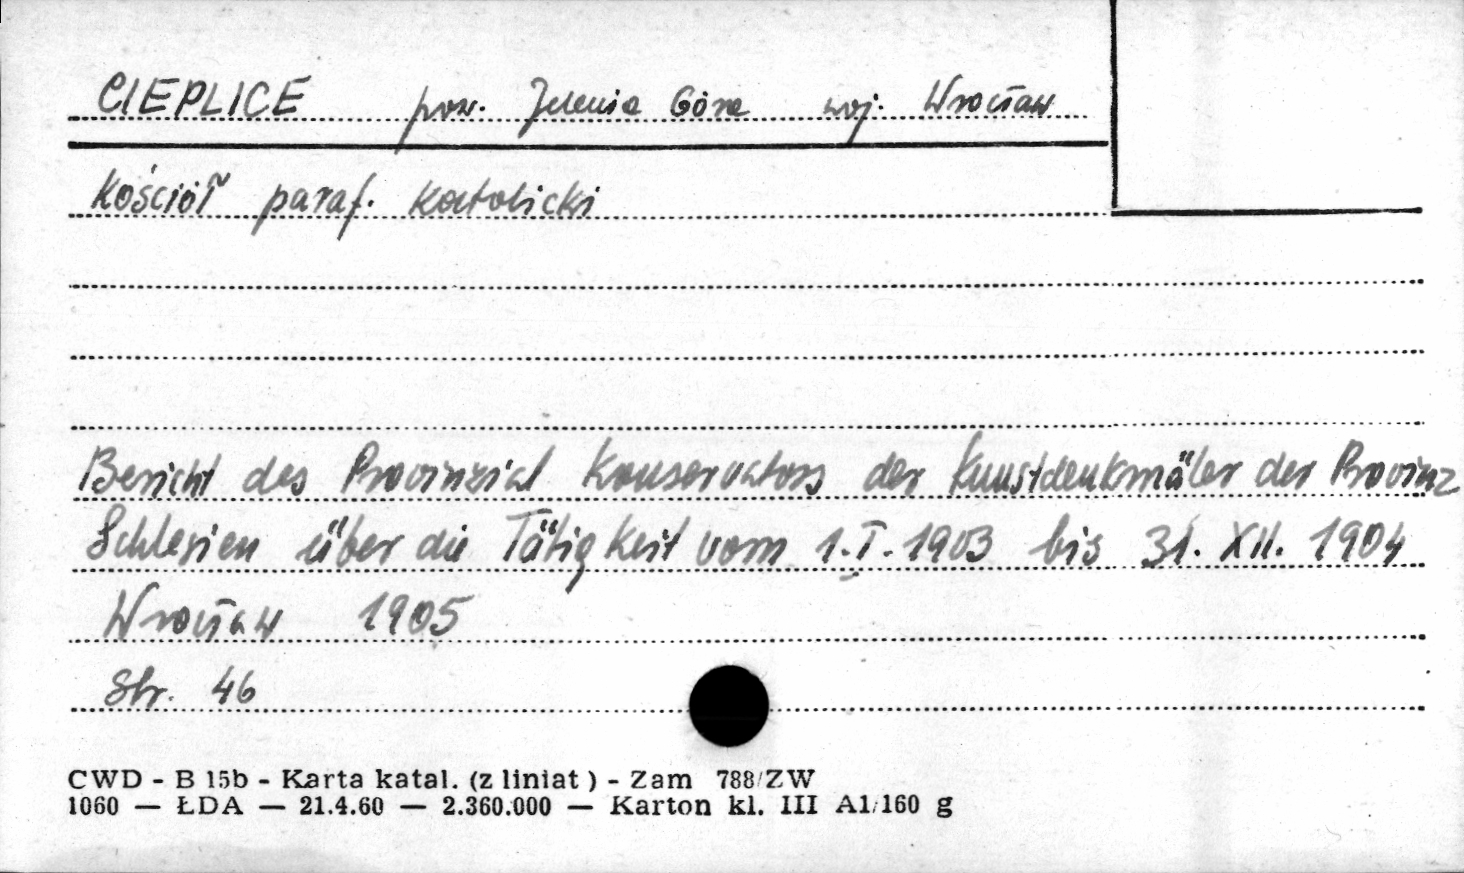 CIEPLICE pow. Jelenia Góra woj. Wrocław
Kościół paraf. katolicki
Bericht des Provinzial Konservators der Kunstdenkmäler der Provinz
Schlesien über die Tätigkeit vom 1.I.1903 bis 31. XII. 1904
Wrocław 1905
Str. 46
CWD - B 15b - Karta katal. (z liniat) - Zam 788/ZW
1060 — ŁDA — 21.4.60 — 2.360.000 — Karton kl. III A1/160 g